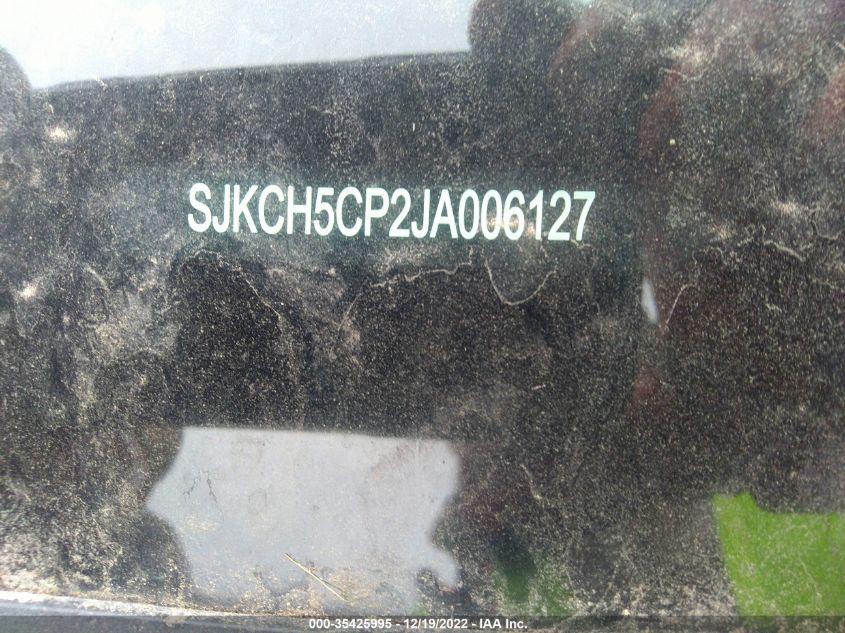 SJKCH5CP2JA006127
000-35425995 - 12/19/2022 - IAA Inc.